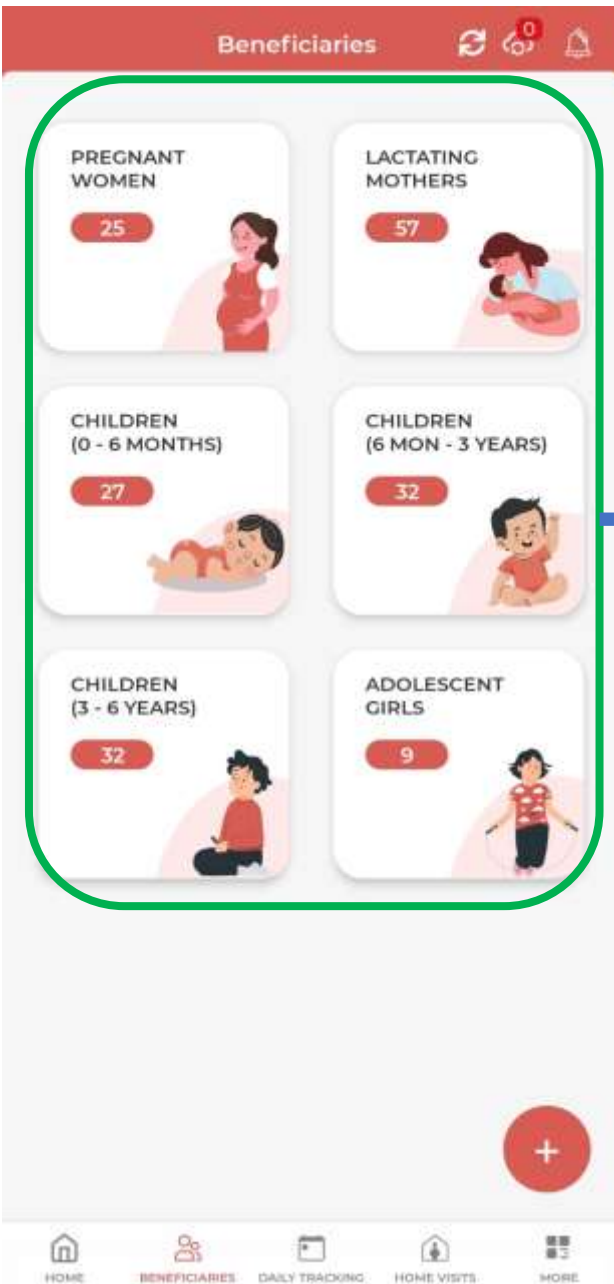 Beneficiaries
0
PREGNANT
WOMEN
25
LACTATING
MOTHERS
57
CHILDREN
(0 - 6 MONTHS)
27
CHILDREN
(6 MON - 3 YEARS)
32
CHILDREN
(3 - 6 YEARS)
32
ADOLESCENT
GIRLS
9
+
HOME
BENEFICIARIES
DAILY TRACKING
HOME VISITS
MORE